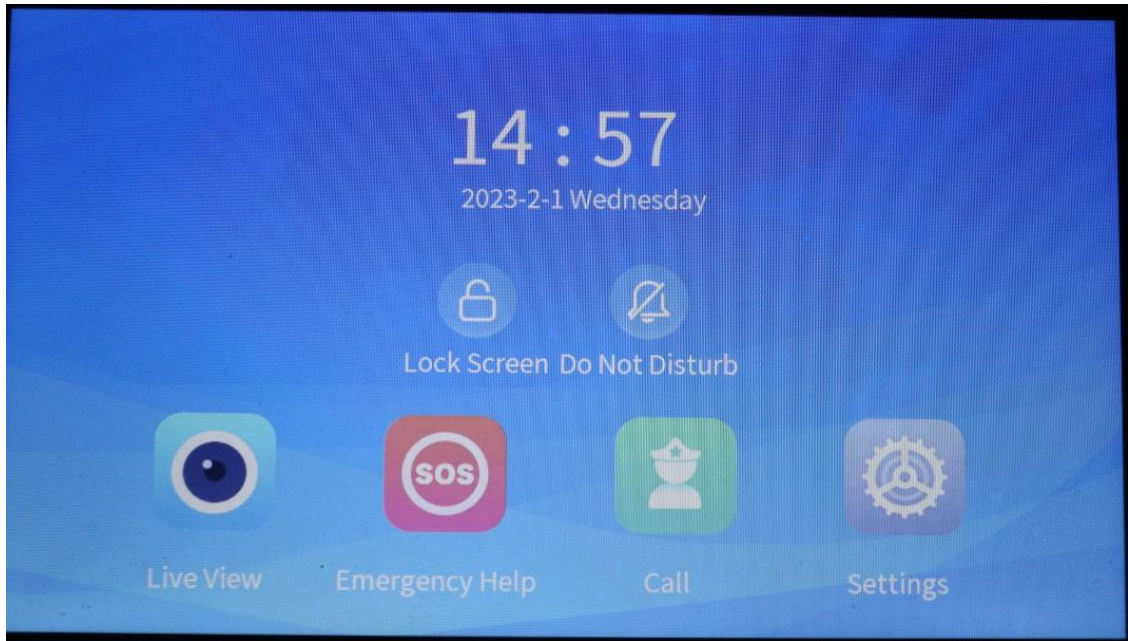 14 : 57
2023-2-1 Wednesday
Lock Screen Do Not Disturb
SOS
Live View Emergency Help Call Settings